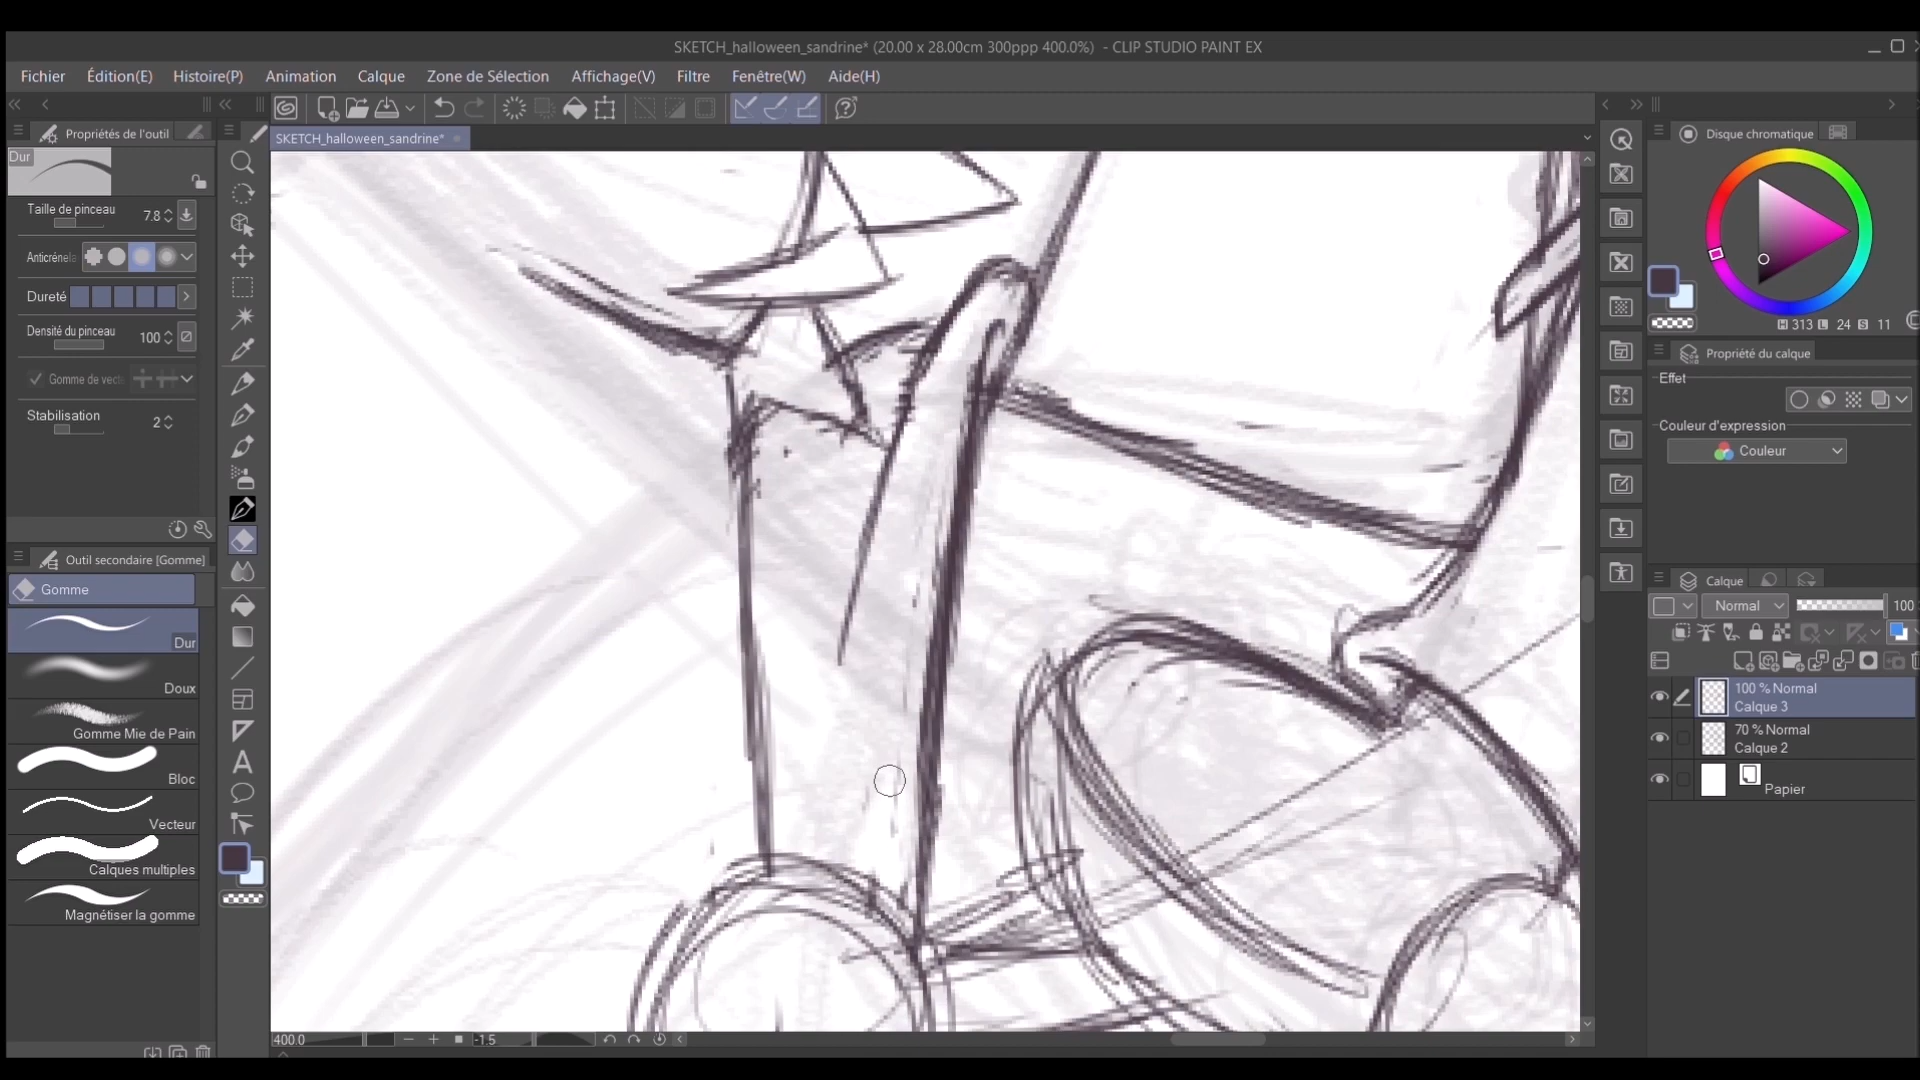 SKETCH_halloween_sandrine* (20.00 x 28.00cm 300ppp 400.0%) - CLIP STUDIO PAINT EX
Fichier Édition(E) Histoire(P) Animation Calque Zone de Sélection Affichage(V) Filtre Fenêtre(W) Aide(H)
Propriétés de l'outil
SKETCH_halloween_sandrine*
Disque chromatique
Dur
Taille de pinceau 7.8
Anticrénela
Dureté
H 313 L 24 S 11
Densité du pinceau 100
Propriété du calque
Gomme de vect
Effet
Stabilisation 2
Couleur d'expression
Couleur
Outil secondaire [Gomme]
Calque
Gomme
Normal 100
Dur
Doux
100 % Normal
Calque 3
Gomme Mie de Pain
70 % Normal
Calque 2
Bloc
Papier
Vecteur
Calques multiples
Magnétiser la gomme
400.0 -1.5